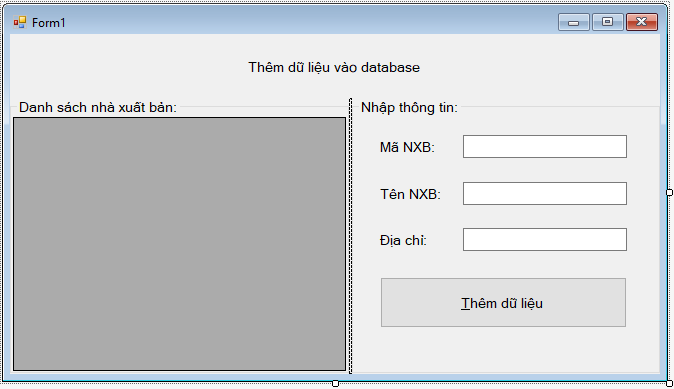 Form1
Thêm dữ liệu vào database
Danh sách nhà xuất bản:
Nhập thông tin:
Mã NXB:
Tên NXB:
Địa chỉ:
Thêm dữ liệu